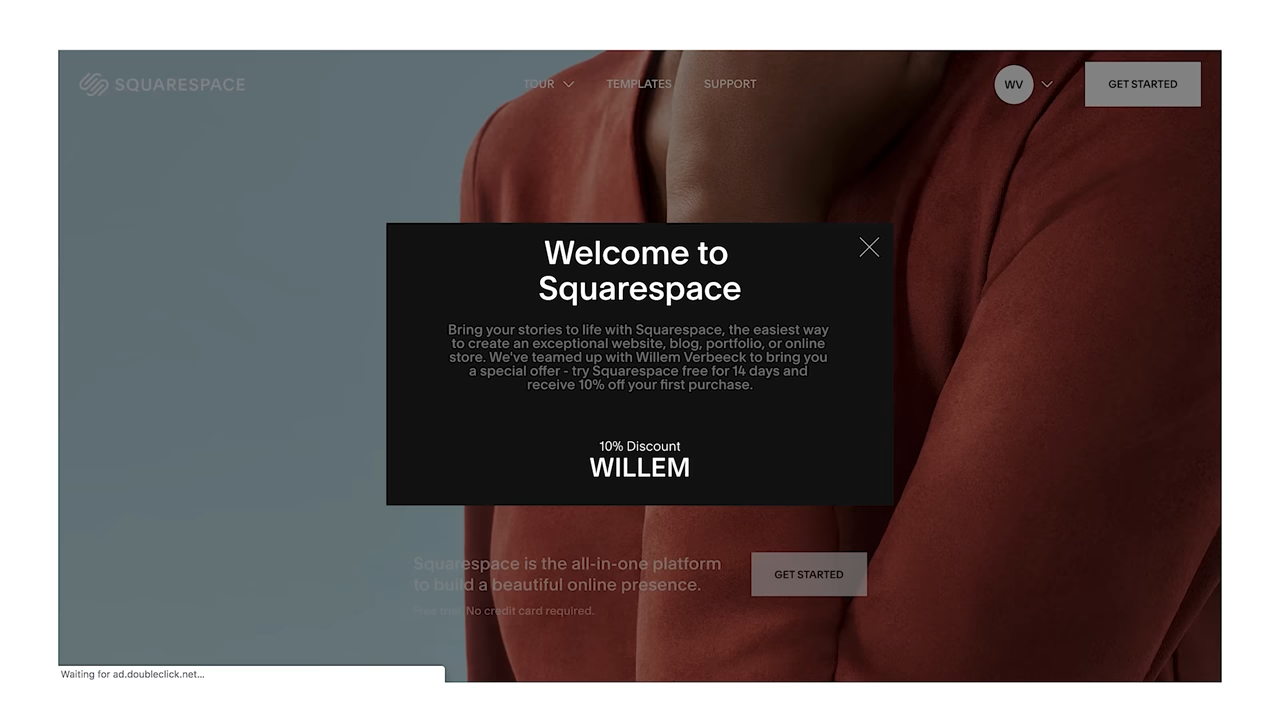 SQUARESPACE
TOUR
TEMPLATES
SUPPORT
WV
GET STARTED
Welcome to
Squarespace
Bring your stories to life with Squarespace, the easiest way
to create an exceptional website, blog, portfolio, or online
store. We've teamed up with Willem Verbeeck to bring you
a special offer - try Squarespace free for 14 days and
receive 10% off your first purchase.
10% Discount
WILLEM
Squarespace is the all-in-one platform
to build a beautiful online presence.
GET STARTED
Free trial. No credit card required.
Waiting for ad.doubleclick.net...